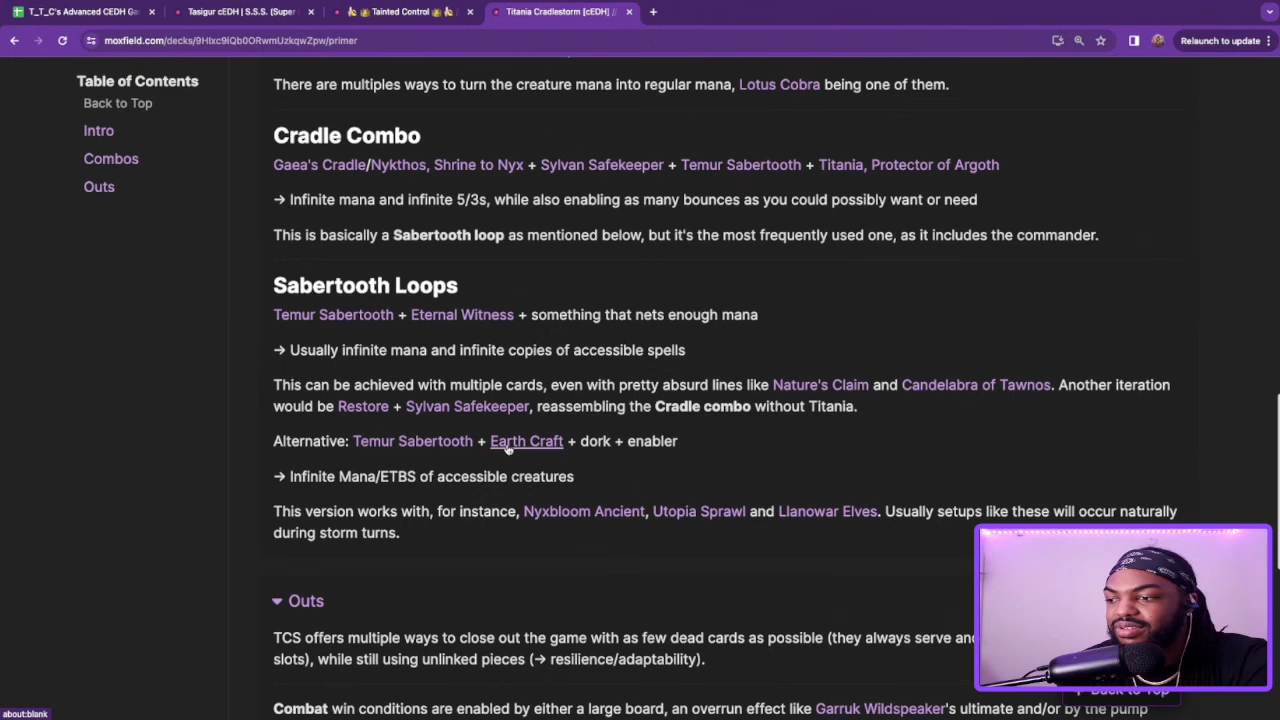 T_T_C's Advanced CEDH Ga
Tasigur cEDH | S.S.S. (Super
Tainted Control
Titania Cradlestorm [cEDH] //
moxfield.com/decks/9HIxc9iQb0ORwmUzkqwZpw/primer
Relaunch to update
Table of Contents
Back to Top
Intro
Combos
Outs
There are multiples ways to turn the creature mana into regular mana, Lotus Cobra being one of them.
Cradle Combo
Gaea's Cradle/Nykthos, Shrine to Nyx + Sylvan Safekeeper + Temur Sabertooth + Titania, Protector of Argoth
→ Infinite mana and infinite 5/3s, while also enabling as many bounces as you could possibly want or need
This is basically a Sabertooth loop as mentioned below, but it's the most frequently used one, as it includes the commander.
Sabertooth Loops
Temur Sabertooth + Eternal Witness + something that nets enough mana
→ Usually infinite mana and infinite copies of accessible spells
This can be achieved with multiple cards, even with pretty absurd lines like Nature's Claim and Candelabra of Tawnos. Another iteration
would be Restore + Sylvan Safekeeper, reassembling the Cradle combo without Titania.
Alternative: Temur Sabertooth + Earth Craft + dork + enabler
→ Infinite Mana/ETBS of accessible creatures
This version works with, for instance, Nyxbloom Ancient, Utopia Sprawl and Llanowar Elves. Usually setups like these will occur naturally
during storm turns.
Outs
TCS offers multiple ways to close out the game with as few dead cards as possible (they always serve and
slots), while still using unlinked pieces (→ resilience/adaptability).
Back to Top
Combat win conditions are enabled by either a large board, an overrun effect like Garruk Wildspeaker's ultimate and/or by the pump
about:blank